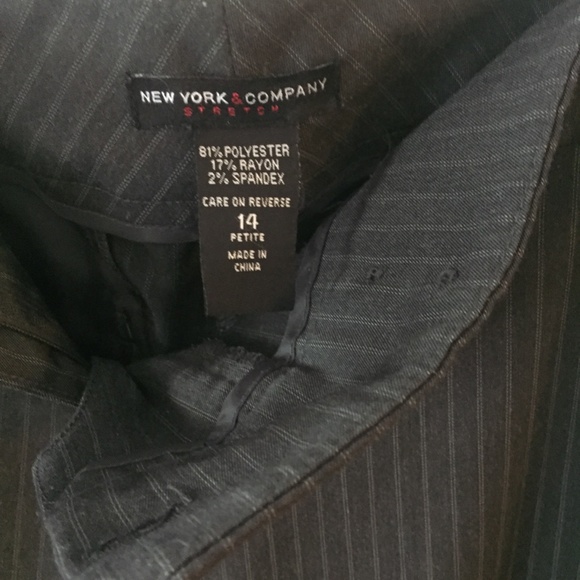 NEW YORK & COMPANY
STRETCH
81% POLYESTER
17% RAYON
2% SPANDEX
CARE ON REVERSE
14
PETITE
MADE IN
CHINA